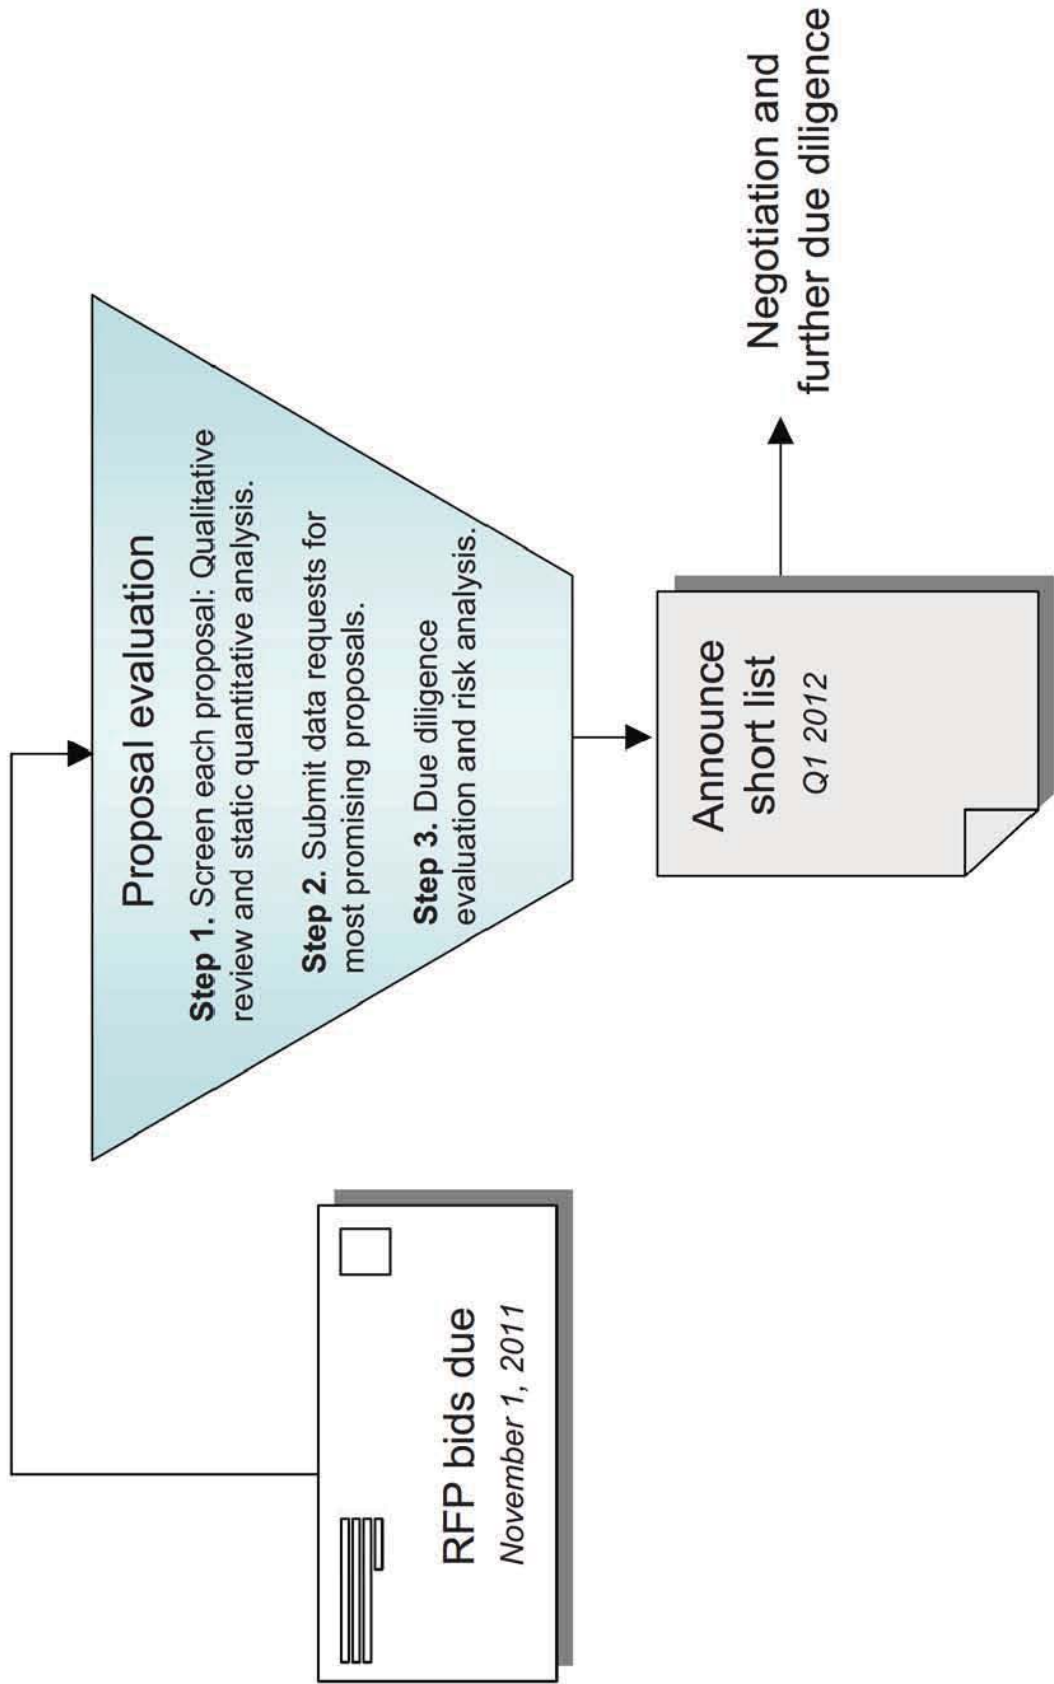 RFP bids due
November 1, 2011
Proposal evaluation
Step 1. Screen each proposal: Qualitative
review and static quantitative analysis.
Step 2. Submit data requests for
most promising proposals.
Step 3. Due diligence
evaluation and risk analysis.
Announce
short list
Q1 2012
Negotiation and
further due diligence